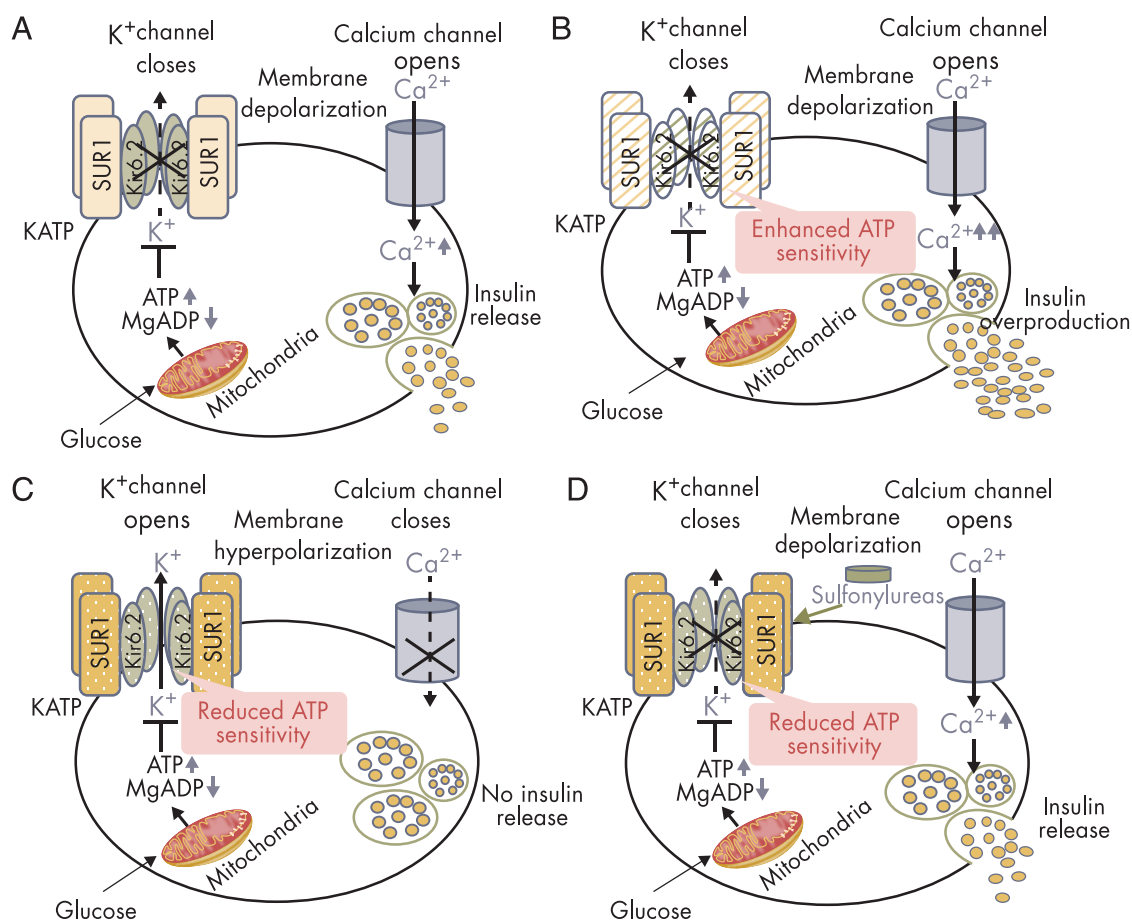 A
K+channel
closes
Calcium channel
opens
Membrane
depolarization
Ca2+
SUR1
Kir6.2
Kir6.2
SUR1
KATP
K+
Ca2+
ATP
MgADP
Insulin
release
Mitochondria
Glucose
B
K+channel
closes
Calcium channel
opens
Membrane
depolarization
Ca2+
SUR1
Kir6.2
Kir6.2
SUR1
KATP
K+
Enhanced ATP
sensitivity
Ca2+
ATP
MgADP
Insulin
overproduction
Mitochondria
Glucose
C
K+channel
opens
Calcium channel
closes
Membrane
hyperpolarization
K+
Ca2+
SUR1
Kir6.2
Kir6.2
SUR1
KATP
K+
Reduced ATP
sensitivity
ATP
MgADP
No insulin
release
Mitochondria
Glucose
D
K+channel
closes
Calcium channel
opens
Membrane
depolarization
Ca2+
Sulfonylureas
SUR1
Kir6.2
Kir6.2
SUR1
KATP
K+
Reduced ATP
sensitivity
Ca2+
ATP
MgADP
Insulin
release
Mitochondria
Glucose